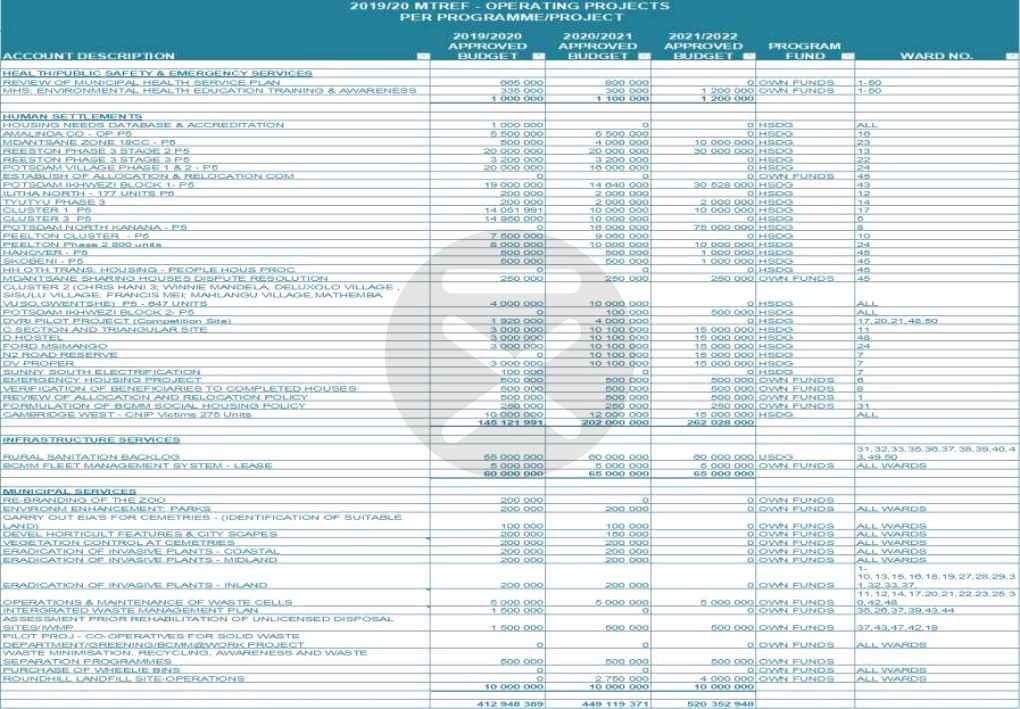 2019/20 MTREF - OPERATING PROJECTS
PER PROGRAMME/PROJECT
ACCOUNT DESCRIPTION 2019/2020 APPROVED BUDGET 2020/2021 APPROVED BUDGET 2021/2022 APPROVED BUDGET PROGRAM FUND WARD NO.
HEALTH/PUBLIC SAFETY & EMERGENCY SERVICES
REVIEW OF MUNICIPAL HEALTH SERVICE PLAN 665 000 800 000 0 OWN FUNDS 1-50
MHS: ENVIRONMENTAL HEALTH EDUCATION TRAINING & AWARENESS 335 000 300 000 1 200 000 OWN FUNDS 1-50
1 000 000 1 100 000 1 200 000
HUMAN SETTLEMENTS
HOUSING NEEDS DATABASE & ACCREDITATION 1 000 000 0 0 HSDG ALL
AMALINDA CO - OP P5 5 500 000 5 500 000 0 HSDG 16
MDANTSANE ZONE 18CC - P5 500 000 4 000 000 10 000 000 HSDG 23
REESTON PHASE 3 STAGE 2 P5 20 000 000 20 000 000 30 000 000 HSDG 13
REESTON PHASE 3 STAGE 3 P5 3 200 000 3 200 000 0 HSDG 22
POTSDAM VILLAGE PHASE 1 & 2 - P5 20 000 000 16 000 000 0 HSDG 24
ESTABLISH OF ALLOCATION & RELOCATION COM 0 0 0 OWN FUNDS 45
POTSDAM IKHWEZI BLOCK 1- P5 19 000 000 14 640 000 30 528 000 HSDG 43
ILITHA NORTH - 177 UNITS P5 200 000 2 000 000 0 HSDG 12
TYUTYU PHASE 3 200 000 2 000 000 2 000 000 HSDG 14
CLUSTER 1 P5 14 051 991 10 000 000 10 000 000 HSDG 17
CLUSTER 3 P5 14 950 000 10 000 000 0 HSDG
POTSDAM NORTH KANANA - P5 0 16 000 000 75 000 000 HSDG 8
PEELTON CLUSTER - P5 7 500 000 9 060 000 0 HSDG 10
PEELTON Phase 2 800 units 8 000 000 10 000 000 10 000 000 HSDG 24
HANOVER - P5 500 000 500 000 1 000 000 HSDG 45
SKOBENI - P5 500 000 500 000 1 000 000 HSDG 45
HH OTH TRANS: HOUSING - PEOPLE HOUS PROC 0 0 0 HSDG 45
MDANTSANE SHARING HOUSES DISPUTE RESOLUTION 250 000 250 000 250 000 OWN FUNDS 45
CLUSTER 2 (CHRIS HANI 3; WINNIE MANDELA; DELUXOLO VILLAGE ;
SISULU VILLAGE; FRANCIS MEI; MAHLANGU VILLAGE,MATHEMBA
VUSO,GWENTSHE) P5 - 647 UNITS 4 000 000 10 000 000 0 HSDG ALL
POTSDAM IKHWEZI BLOCK 2- P5 0 100 000 500 000 HSDG ALL
DVRI PILOT PROJECT (Competition Site) 1 920 000 4 000 000 0 HSDG 17,20,21,48,50
C SECTION AND TRIANGULAR SITE 3 000 000 10 100 000 15 000 000 HSDG 11
D HOSTEL 3 000 000 10 100 000 15 000 000 HSDG 48
FORD MSIMANGO 3 000 000 10 100 000 15 000 000 HSDG 24
N2 ROAD RESERVE 0 10 100 000 15 000 000 HSDG 7
DV PROPER 3 000 000 10 100 000 15 000 000 HSDG 7
SUNNY SOUTH ELECTRIFICATION 100 000 0 0 HSDG 7
EMERGENCY HOUSING PROJECT 500 000 500 000 500 000 OWN FUNDS 6
VERIFICATION OF BENEFICIARIES TO COMPLETED HOUSES 500 000 500 000 500 000 OWN FUNDS 8
REVIEW OF ALLOCATION AND RELOCATION POLICY 500 000 500 000 500 000 OWN FUNDS 1
FORMULATION OF BCMM SOCIAL HOUSING POLICY 250 000 250 000 250 000 OWN FUNDS 31
CAMBRIDGE WEST - CNIP Victims 275 Units 10 000 000 12 000 000 15 000 000 HSDG ALL
145 121 991 202 000 000 262 028 000
INFRASTRUCTURE SERVICES
RURAL SANITATION BACKLOG 55 000 000 60 000 000 60 000 000 USDG 31,32,33,35,36,37,38,39,40,4
3,49,50
BCMM FLEET MANAGEMENT SYSTEM - LEASE 5 000 000 5 000 000 5 000 000 OWN FUNDS ALL WARDS
60 000 000 65 000 000 65 000 000
MUNICIPAL SERVICES
RE-BRANDING OF THE ZOO 200 000 0 0 OWN FUNDS
ENVIRONM ENHANCEMENT: PARKS 200 000 200 000 0 OWN FUNDS ALL WARDS
CARRY OUT EIA'S FOR CEMETRIES - (IDENTIFICATION OF SUITABLE
LAND) 100 000 100 000 0 OWN FUNDS ALL WARDS
DEVEL HORTICULT FEATURES & CITY SCAPES 200 000 150 000 0 OWN FUNDS ALL WARDS
VEGETATION CONTROL AT CEMETRIES 200 000 200 000 0 OWN FUNDS ALL WARDS
ERADICATION OF INVASIVE PLANTS - COASTAL 200 000 200 000 0 OWN FUNDS ALL WARDS
ERADICATION OF INVASIVE PLANTS - MIDLAND 200 000 200 000 0 OWN FUNDS ALL WARDS
1-
10,13,15,16,18,19,27,28,29,3
ERADICATION OF INVASIVE PLANTS - INLAND 200 000 200 000 0 OWN FUNDS 1,32,33,37,
11,12,14,17,20,21,22,23,25,3
OPERATIONS & MAINTENANCE OF WASTE CELLS 5 000 000 5 000 000 5 000 000 OWN FUNDS 0,42,48
INTERGRATED WASTE MANAGEMENT PLAN 1 500 000 0 0 OWN FUNDS 35,26,37,39,43,44
ASSESSMENT PRIOR REHABILITATION OF UNLICENSED DISPOSAL
SITES/IWMP 1 500 000 500 000 500 000 OWN FUNDS 37,43,47,42,18
PILOT PROJ - CO-OPERATIVES FOR SOLID WASTE
DEPARTMENT/GREENING/BCMM@WORK PROJECT 0 0 0 OWN FUNDS ALL WARDS
WASTE MINIMISATION, RECYCLING, AWARENESS AND WASTE
SEPARATION PROGRAMMES 500 000 500 000 500 000 OWN FUNDS
PURCHASE OF WHEELIE BINS 0 0 0 OWN FUNDS ALL WARDS
ROUNDHILL LANDFILL SITE-OPERATIONS 0 2 750 000 4 000 000 OWN FUNDS ALL WARDS
10 000 000 10 000 000 10 000 000
412 948 389 449 119 371 520 352 948